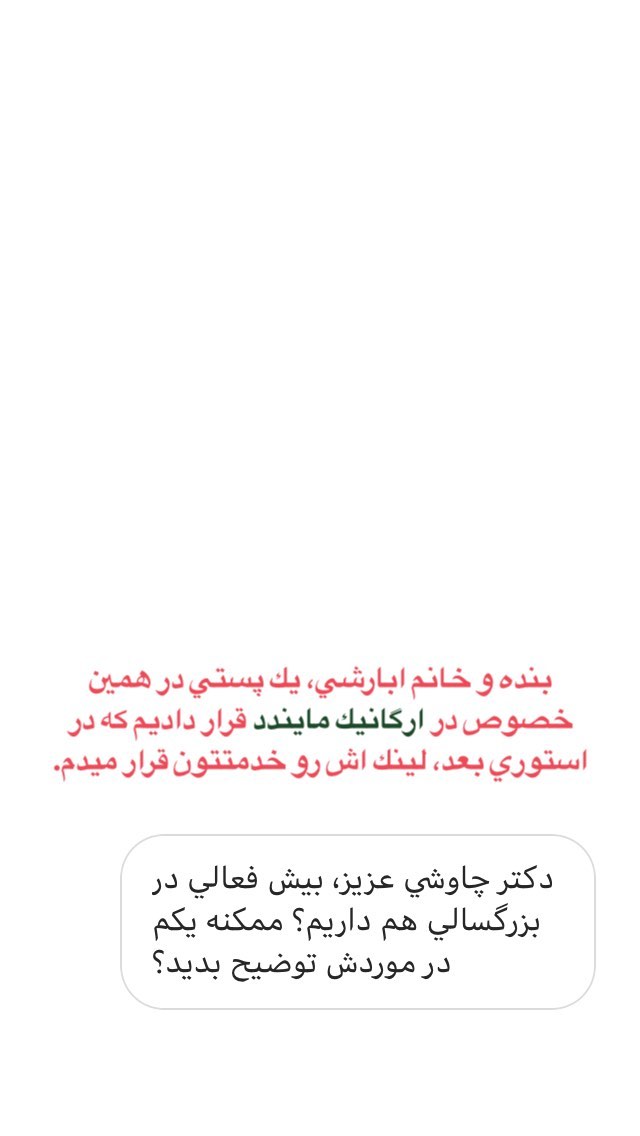 بنده و خانم ابارشي، يك پستي در همين
خصوص در ارگانيك مايندد قرار داديم كه در
استوري بعد، لينك اش رو خدمتتون قرار ميدم.
دكتر چاوشي عزيز، بيش فعالي در
بزرگسالي هم داريم؟ ممكنه يكم
در موردش توضيح بديد؟